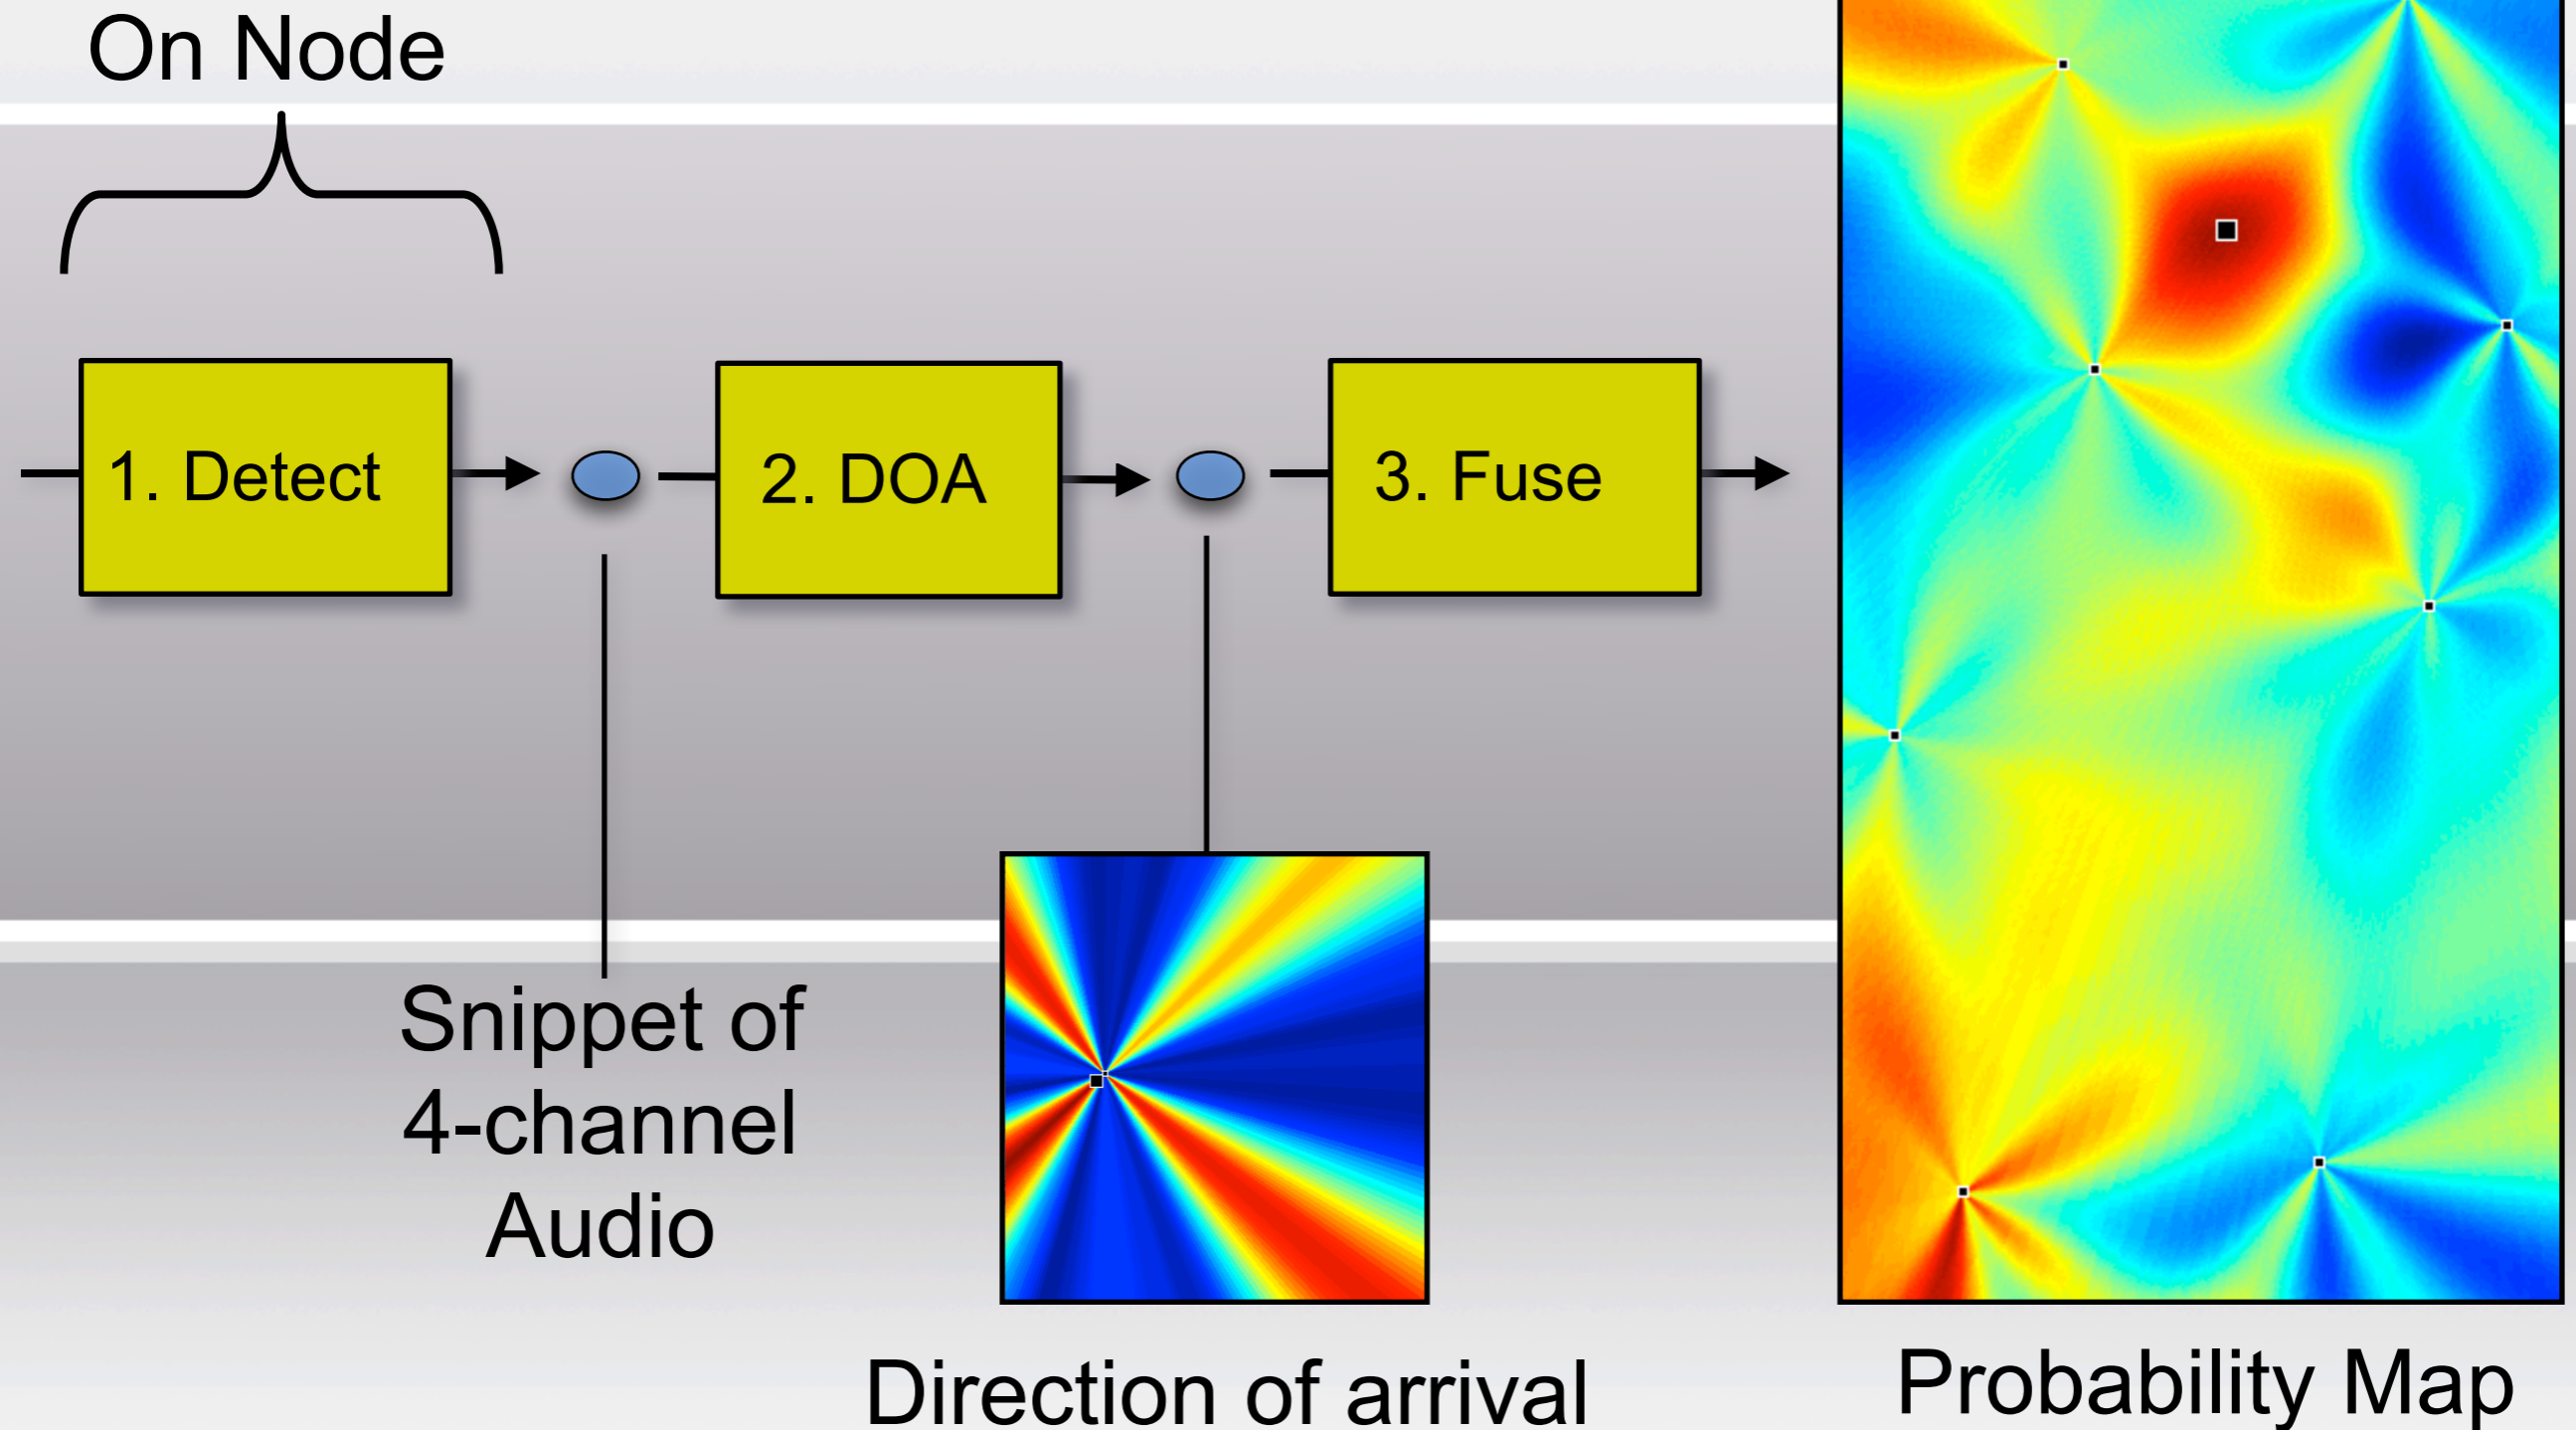 On Node
1. Detect
2. DOA
3. Fuse
Snippet of
4-channel
Audio
Direction of arrival
Probability Map